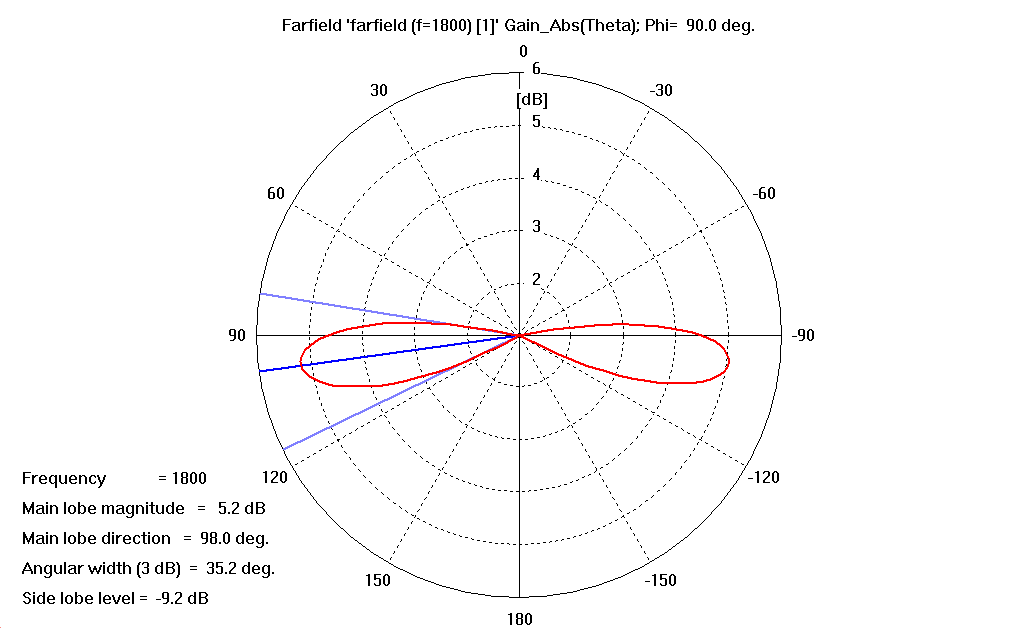 Farfield 'farfield (f=1800) [1]' Gain_Abs(Theta); Phi= 90.0 deg.
0
6
[dB]
30
-30
5
4
60
-60
3
2
90
-90
120
-120
Frequency = 1800
Main lobe magnitude = 5.2 dB
Main lobe direction = 98.0 deg.
Angular width (3 dB) = 35.2 deg.
150
-150
Side lobe level = -9.2 dB
180